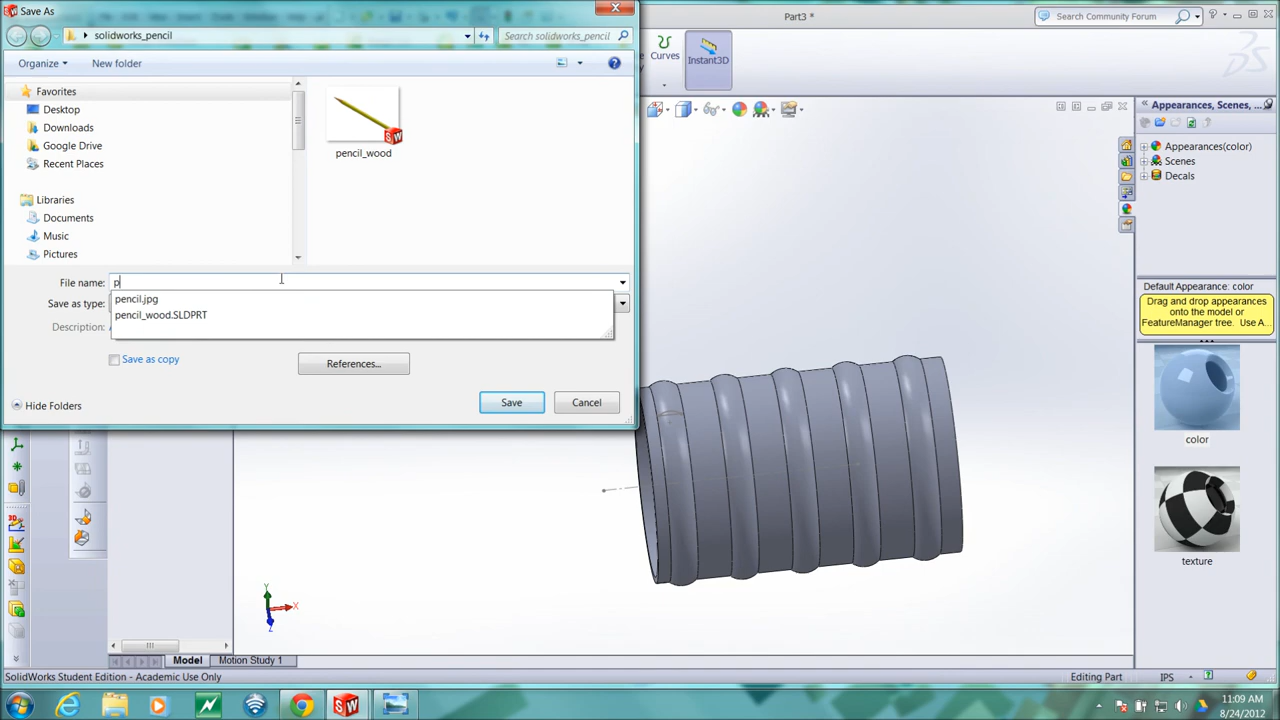 Save As
Part3 *
Search Community Forum
solidworks_pencil
Search solidworks_pencil
Curves
Instant3D
Organize
New folder
Favorites
Desktop
Downloads
Google Drive
Recent Places
Libraries
Documents
Music
Pictures
pencil_wood
Appearances, Scenes,
Appearances(color)
Scenes
Decals
File name: p
pencil.jpg
pencil_wood.SLDPRT
Save as type:
Description:
Save as copy
References...
Hide Folders
Save
Cancel
Default Appearance: color
Drag and drop appearances
onto the model or
FeatureManager tree. Use A...
color
texture
Y
X
Z
Model
Motion Study 1
SolidWorks Student Edition - Academic Use Only
Editing Part
IPS
11:09 AM
8/24/2012